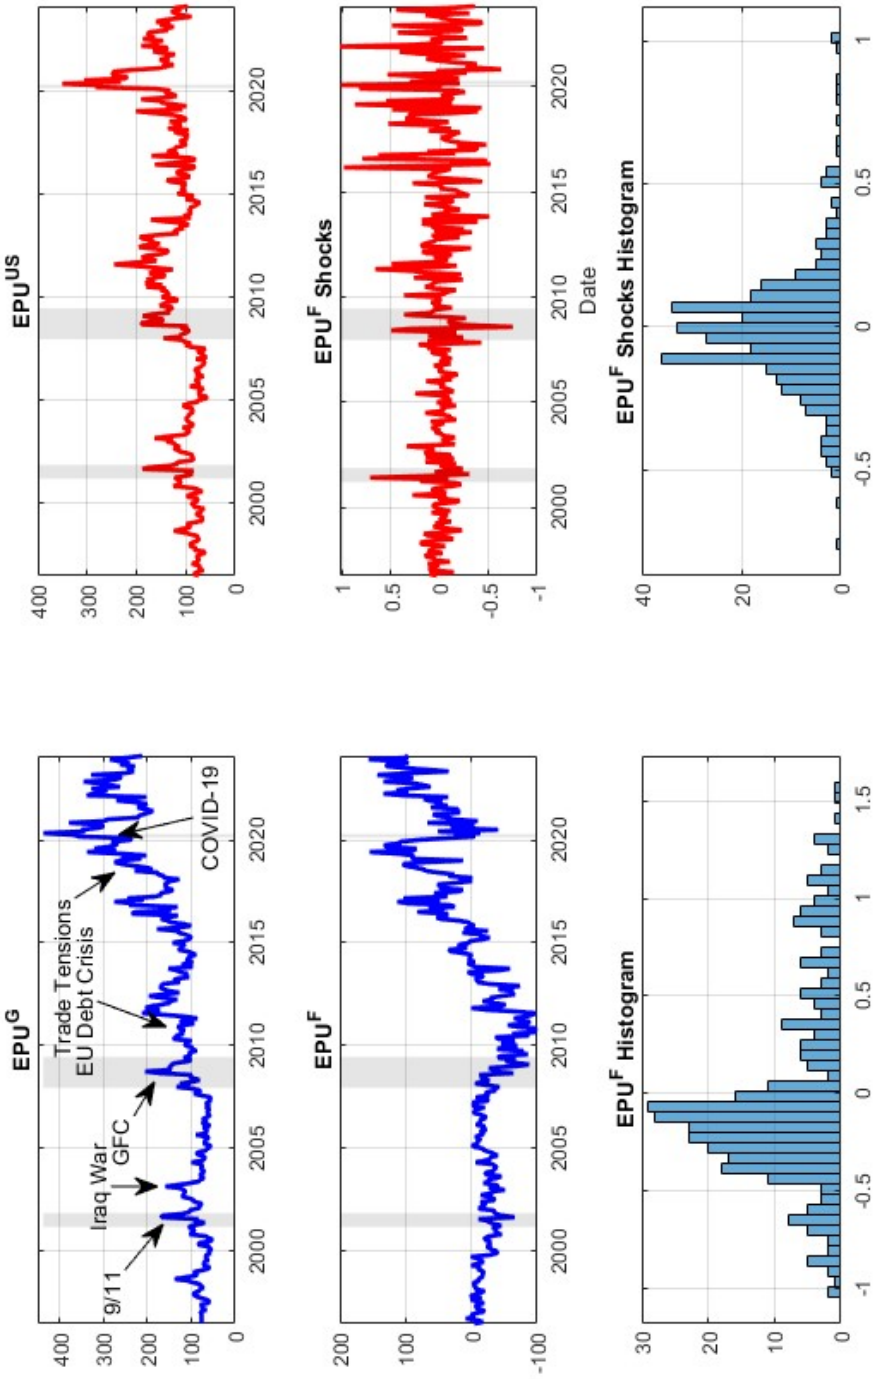 EPU^G
400
300
200
100
0
9/11
Iraq War
GFC
Trade Tensions
EU Debt Crisis
COVID-19
2000 2005 2010 2015 2020
EPU^US
400
300
200
100
0
2000 2005 2010 2015 2020
EPU^F
200
100
0
-100
2000 2005 2010 2015 2020
EPU^F Shocks
1
0.5
0
-0.5
-1
2000 2005 2010 2015 2020
Date
EPU^F Histogram
30
20
10
0
-1 -0.5 0 0.5 1 1.5
EPU^F Shocks Histogram
40
20
0
-0.5 0 0.5 1